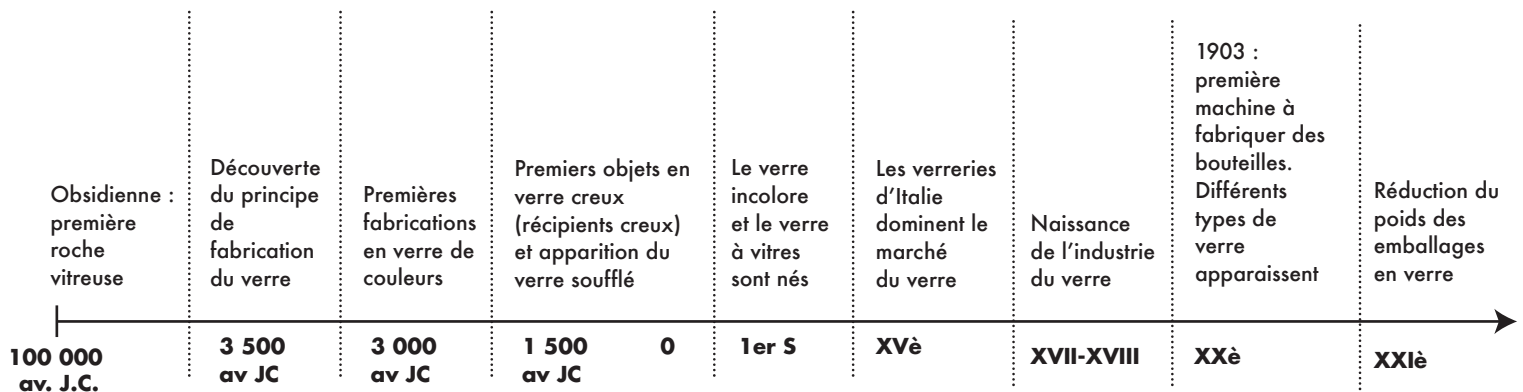 Obsidienne :
première
roche
vitreuse
100 000
av. J.C.
Découverte
du principe
de
fabrication
du verre
3 500
av JC
Premières
fabrications
en verre de
couleurs
3 000
av JC
Premiers objets en
verre creux
(récipients creux)
et apparition du
verre soufflé
1 500
av JC
0
Le verre
incolore
et le verre
à vitres
sont nés
1er S
Les verreries
d’Italie
dominent le
marché
du verre
XVè
Naissance
de l’industrie
du verre
XVII-XVIII
1903 :
première
machine à
fabriquer des
bouteilles.
Différents
types de
verre
apparaissent
XXè
Réduction du
poids des
emballages
en verre
XXIè